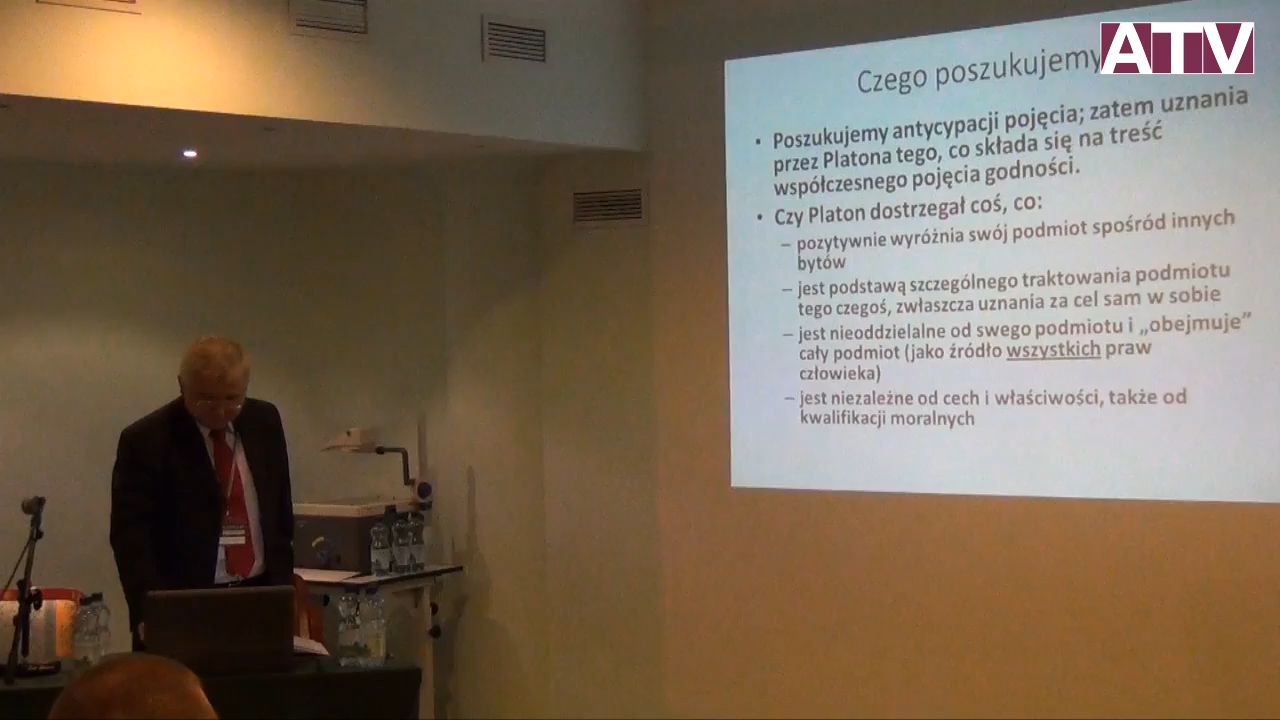 ATV
Czego poszukujemy
• Poszukujemy antycypacji pojęcia; zatem uznania
przez Platona tego, co składa się na treść
współczesnego pojęcia godności.
• Czy Platon dostrzegał coś, co:
– pozytywnie wyróżnia swój podmiot spośród innych
bytów
– jest podstawą szczególnego traktowania podmiotu
tego czegoś, zwłaszcza uznania za cel sam w sobie
– jest nieoddzielalne od swego podmiotu i „obejmuje”
cały podmiot (jako źródło wszystkich praw
człowieka)
– jest niezależne od cech i właściwości, także od
kwalifikacji moralnych